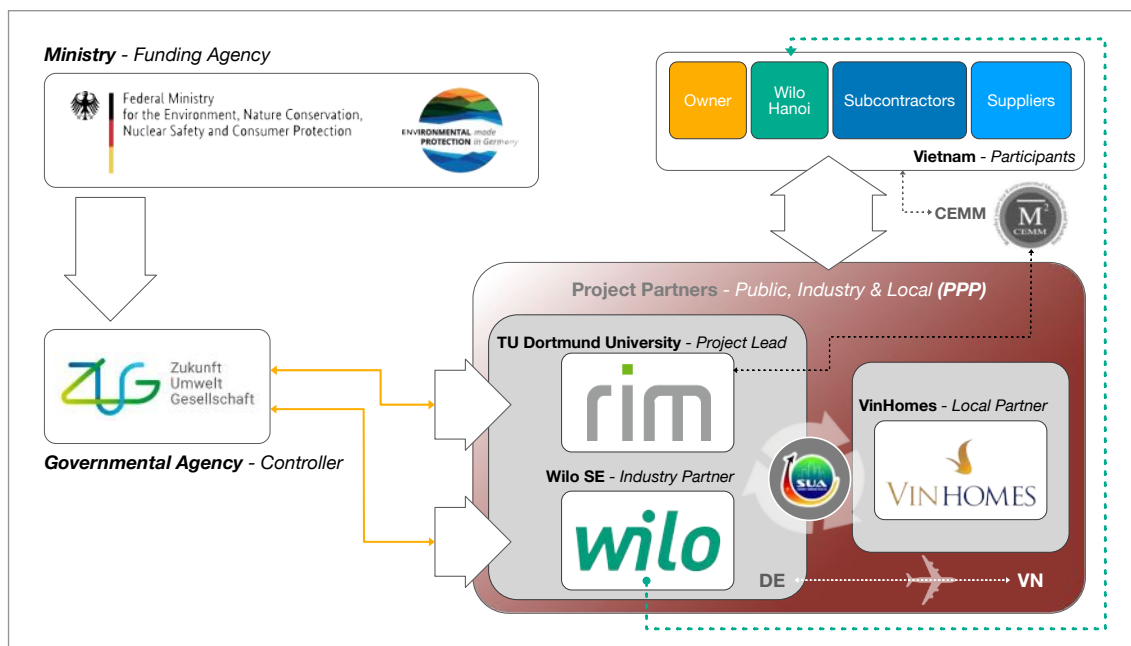 Ministry - Funding Agency
Federal Ministry
for the Environment, Nature Conservation,
Nuclear Safety and Consumer Protection
ENVIRONMENTAL made
PROTECTION in Germany
Owner
Wilo
Hanoi
Subcontractors
Suppliers
Vietnam - Participants
CEMM
M2
CEMM
Project Partners - Public, Industry & Local (PPP)
TU Dortmund University - Project Lead
rim
ZUG
Zukunft
Umwelt
Gesellschaft
Governmental Agency - Controller
VinHomes - Local Partner
VINHOMES
SUA
Wilo SE - Industry Partner
wilo
DE
VN